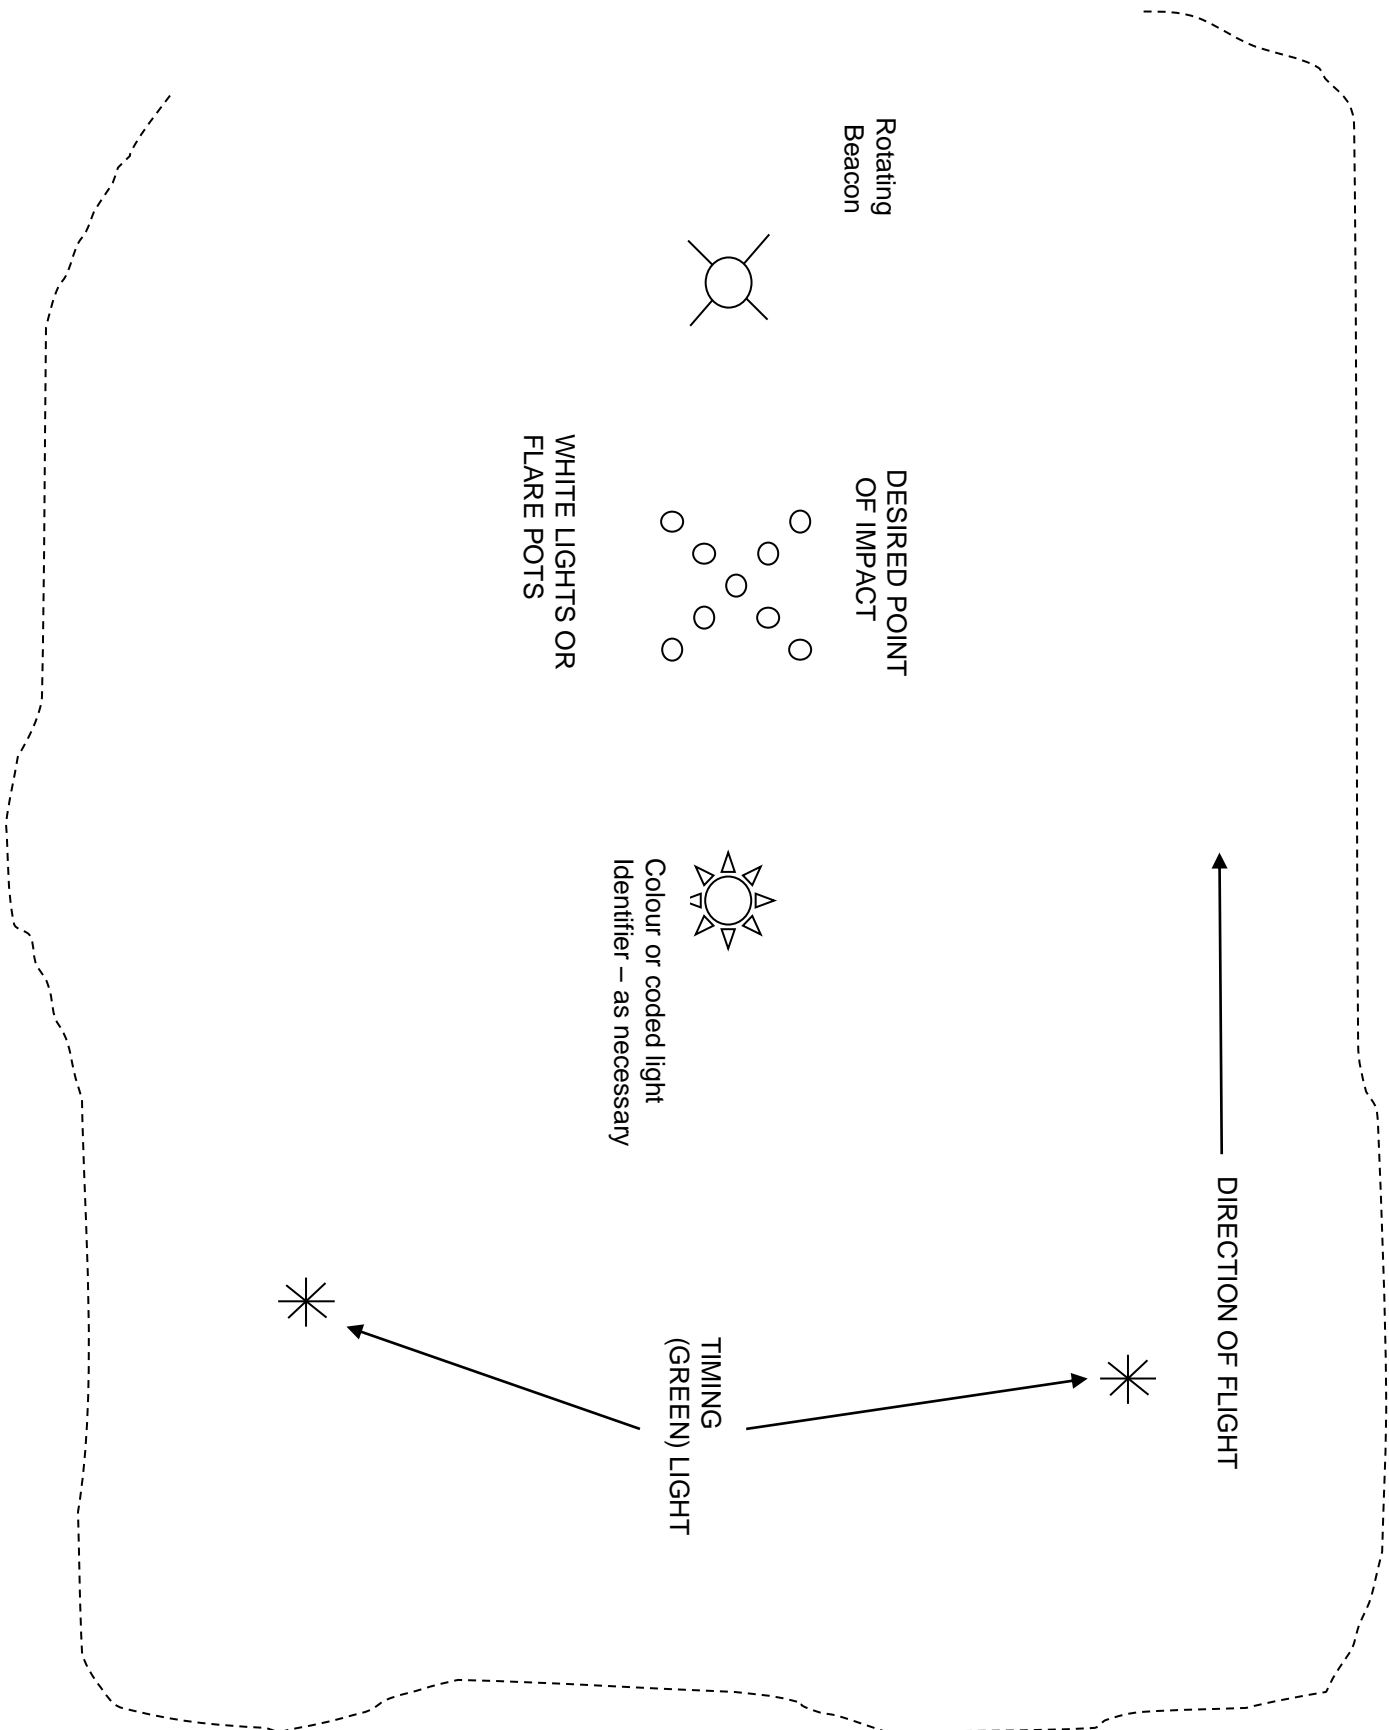 Rotating
Beacon
DESIRED POINT
OF IMPACT
WHITE LIGHTS OR
FLARE POTS
Colour or coded light
Identifier – as necessary
DIRECTION OF FLIGHT
TIMING
(GREEN) LIGHT